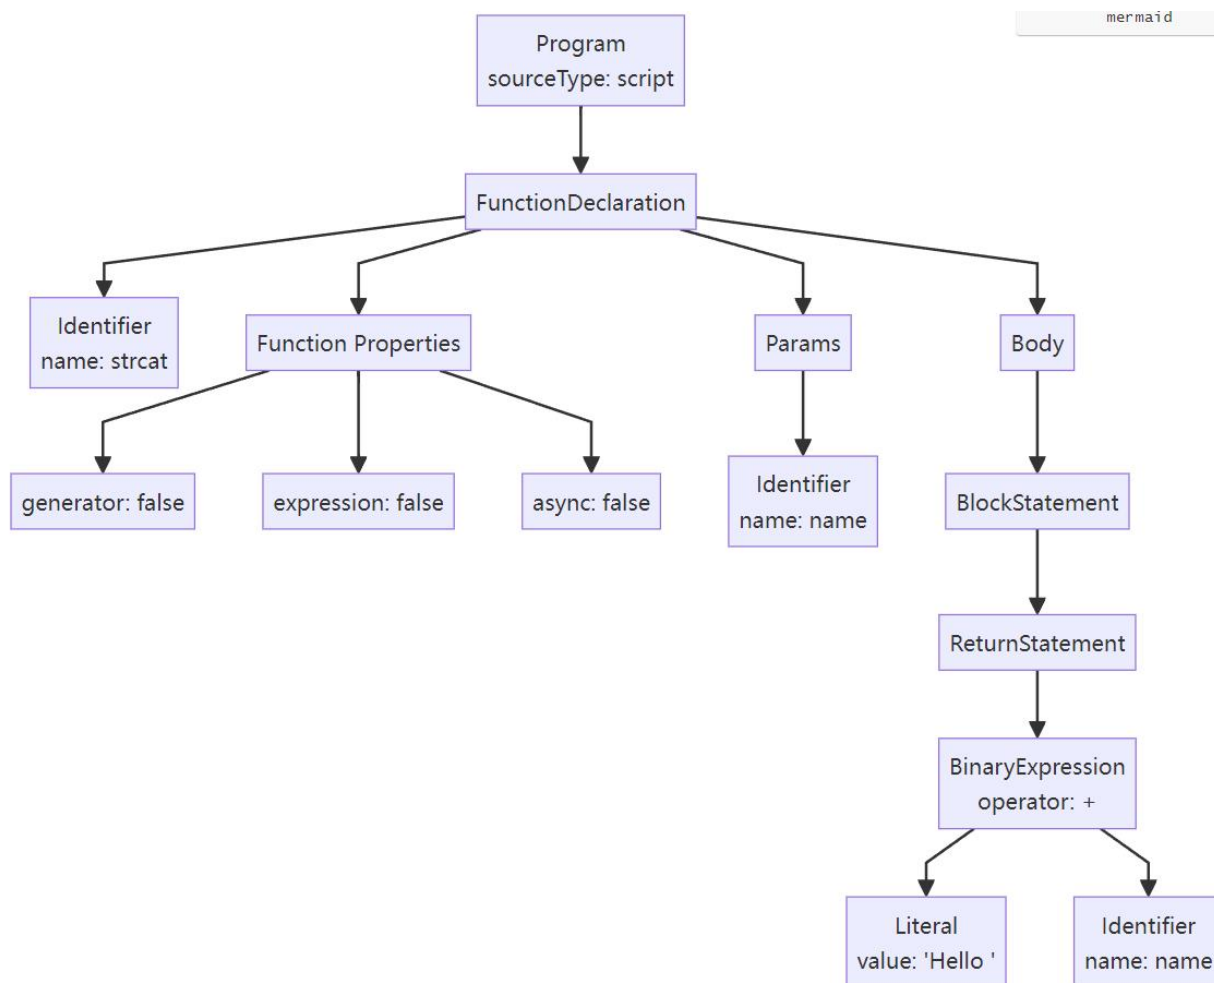 mermaid
Program
sourceType: script
FunctionDeclaration
Identifier
name: strcat
Function Properties
Params
Body
generator: false
expression: false
async: false
Identifier
name: name
BlockStatement
ReturnStatement
BinaryExpression
operator: +
Literal
value: 'Hello '
Identifier
name: name